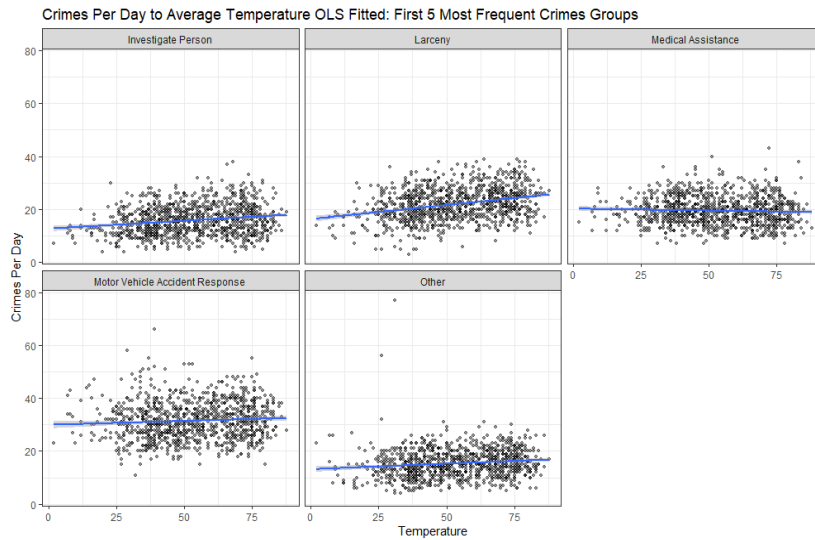 Crimes Per Day to Average Temperature OLS Fitted: First 5 Most Frequent Crimes Groups
Investigate Person
Larceny
Medical Assistance
80
60
40
20
0
0
25
50
75
Motor Vehicle Accident Response
Other
80
60
40
20
0
0
25
50
75
0
25
50
75
Crimes Per Day
Temperature